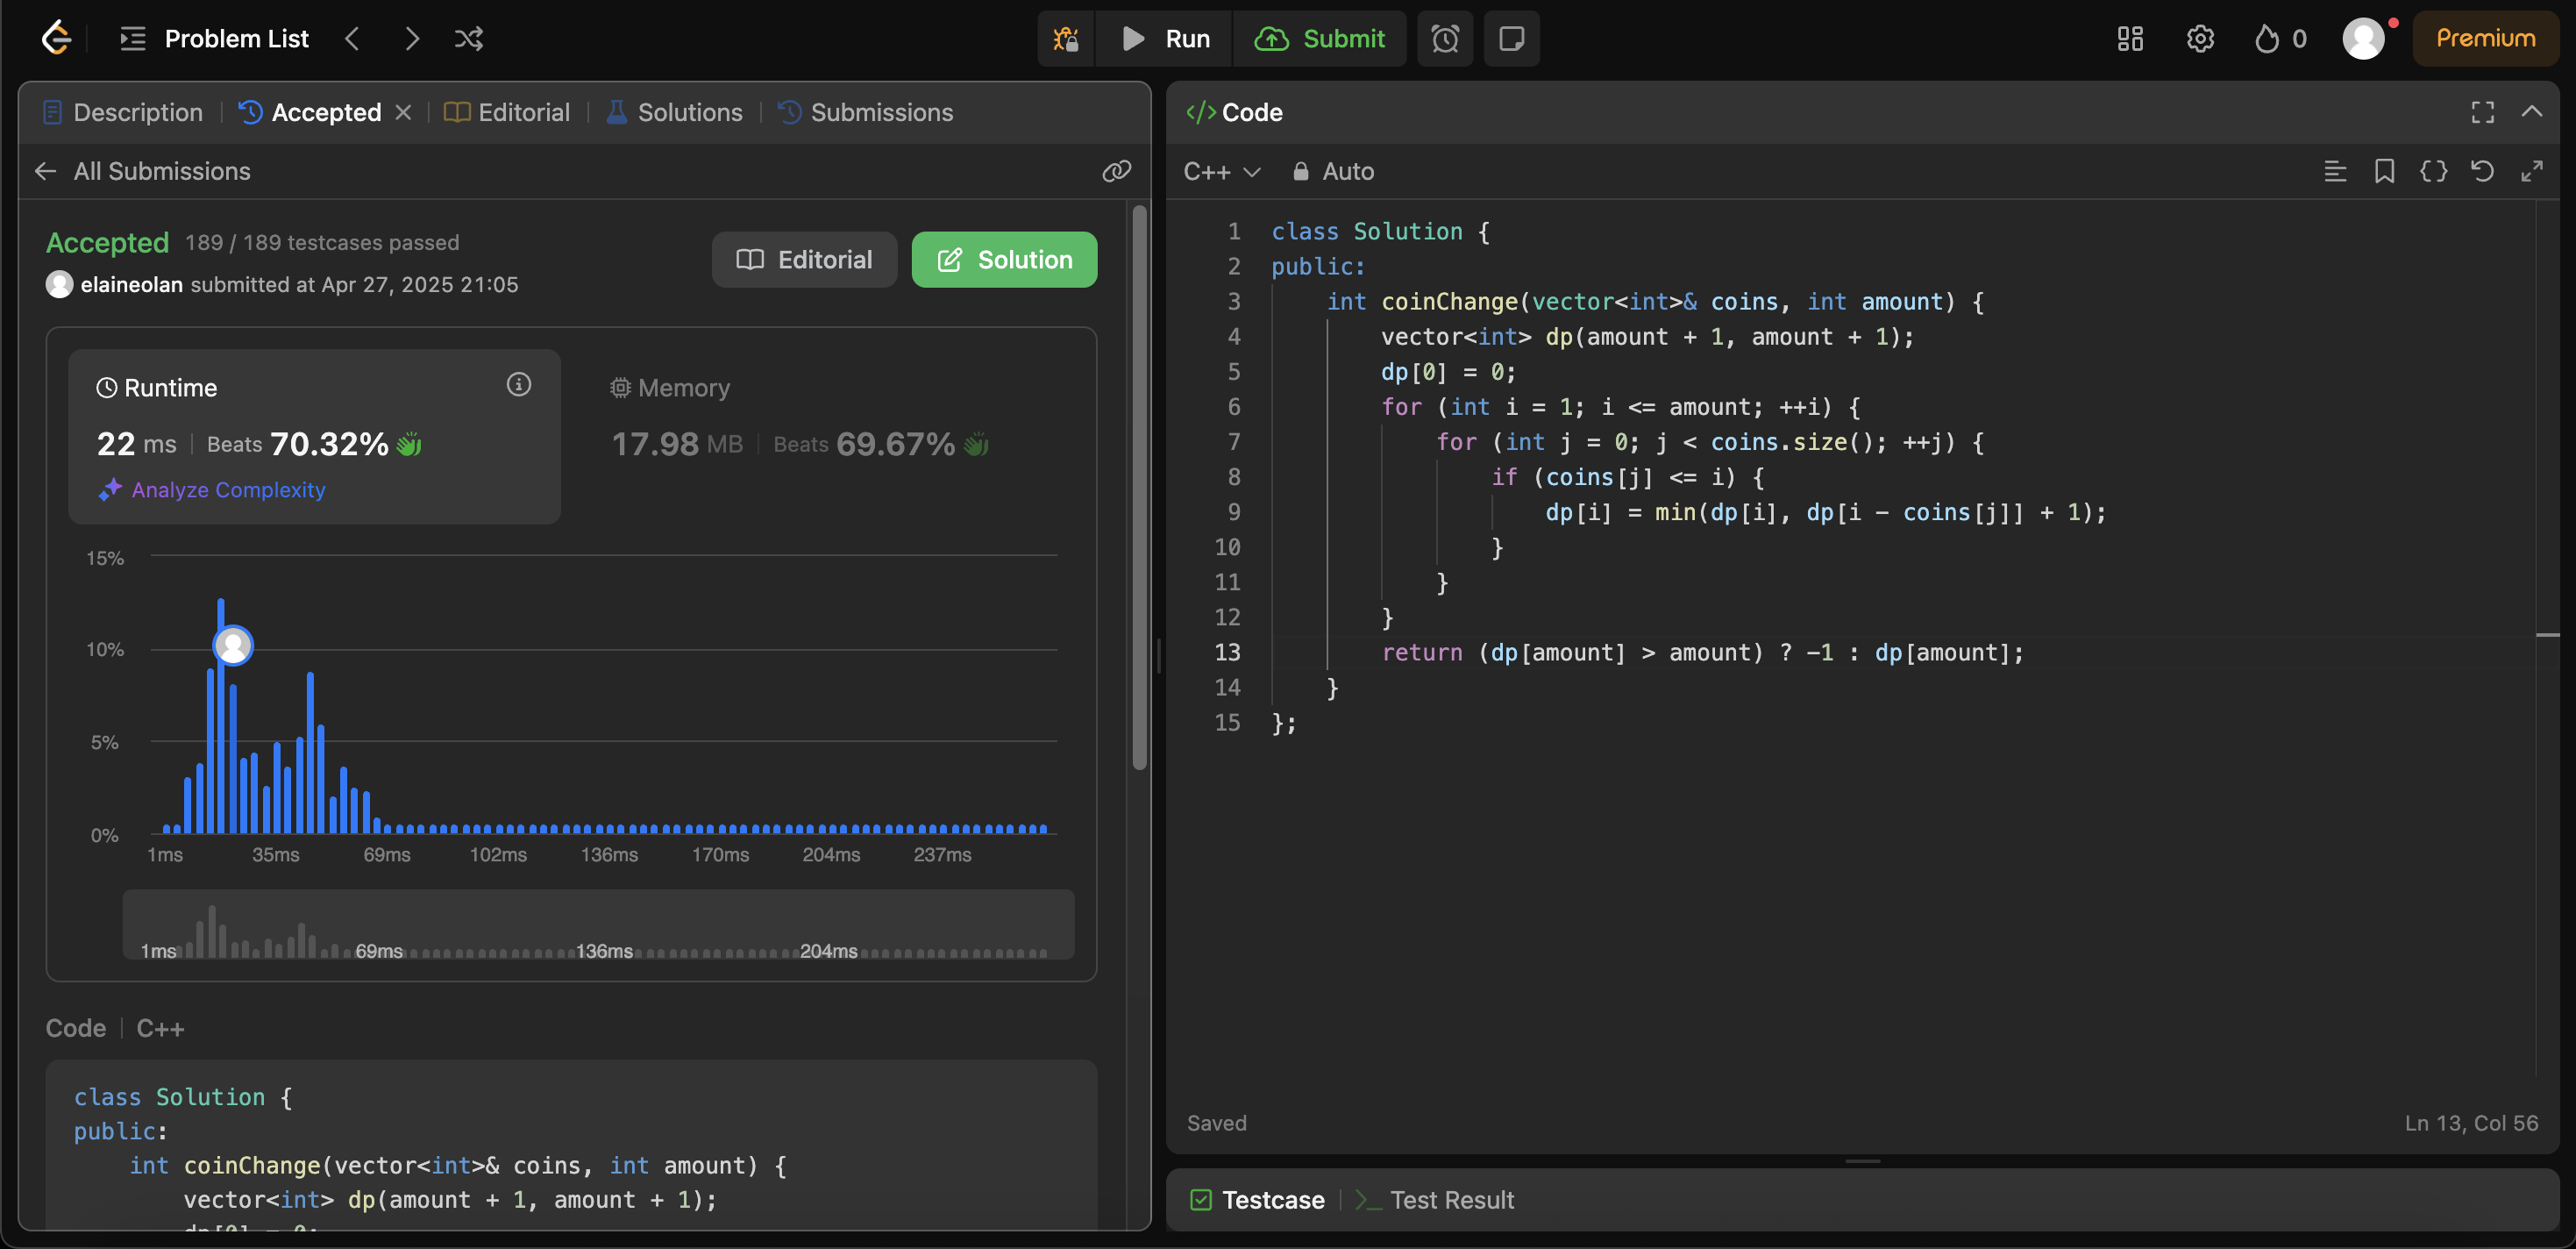 Problem List
Run
Submit
0
Premium
Description
Accepted
Editorial
Solutions
Submissions
All Submissions
Accepted 189 / 189 testcases passed
elaineolan submitted at Apr 27, 2025 21:05
Editorial
Solution
Runtime
22 ms Beats 70.32%
Analyze Complexity
Memory
17.98 MB Beats 69.67%
15%
10%
5%
0%
1ms 35ms 69ms 102ms 136ms 170ms 204ms 237ms
1ms 69ms 136ms 204ms
Code C++
class Solution {
public:
    int coinChange(vector<int>& coins, int amount) {
        vector<int> dp(amount + 1, amount + 1);
        dp[0] = 0;
</> Code
C++ Auto
1 class Solution {
2 public:
3     int coinChange(vector<int>& coins, int amount) {
4         vector<int> dp(amount + 1, amount + 1);
5         dp[0] = 0;
6         for (int i = 1; i <= amount; ++i) {
7             for (int j = 0; j < coins.size(); ++j) {
8                 if (coins[j] <= i) {
9                     dp[i] = min(dp[i], dp[i - coins[j]] + 1);
10                 }
11             }
12         }
13         return (dp[amount] > amount) ? -1 : dp[amount];
14     }
15 };
Saved
Ln 13, Col 56
Testcase
Test Result